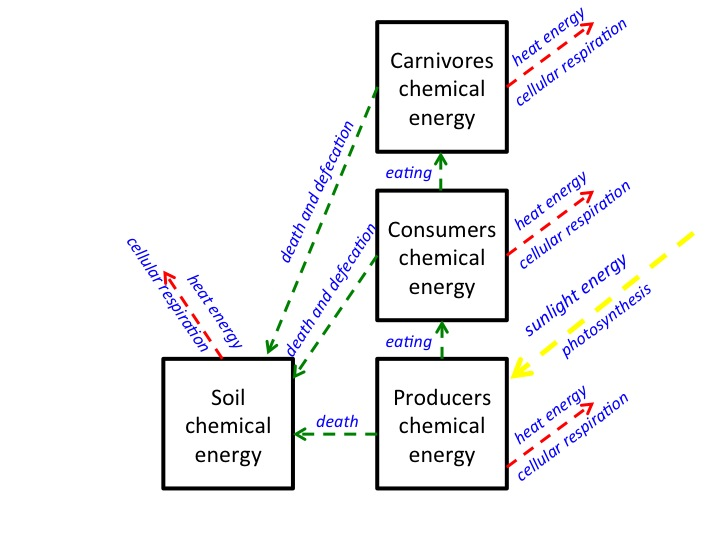 Carnivores
chemical
energy
heat energy
cellular respiration
eating
death and defecation
Consumers
chemical
energy
heat energy
cellular respiration
death and defecation
eating
sunlight energy
photosynthesis
heat energy
cellular respiration
Soil
chemical
energy
death
Producers
chemical
energy
heat energy
cellular respiration